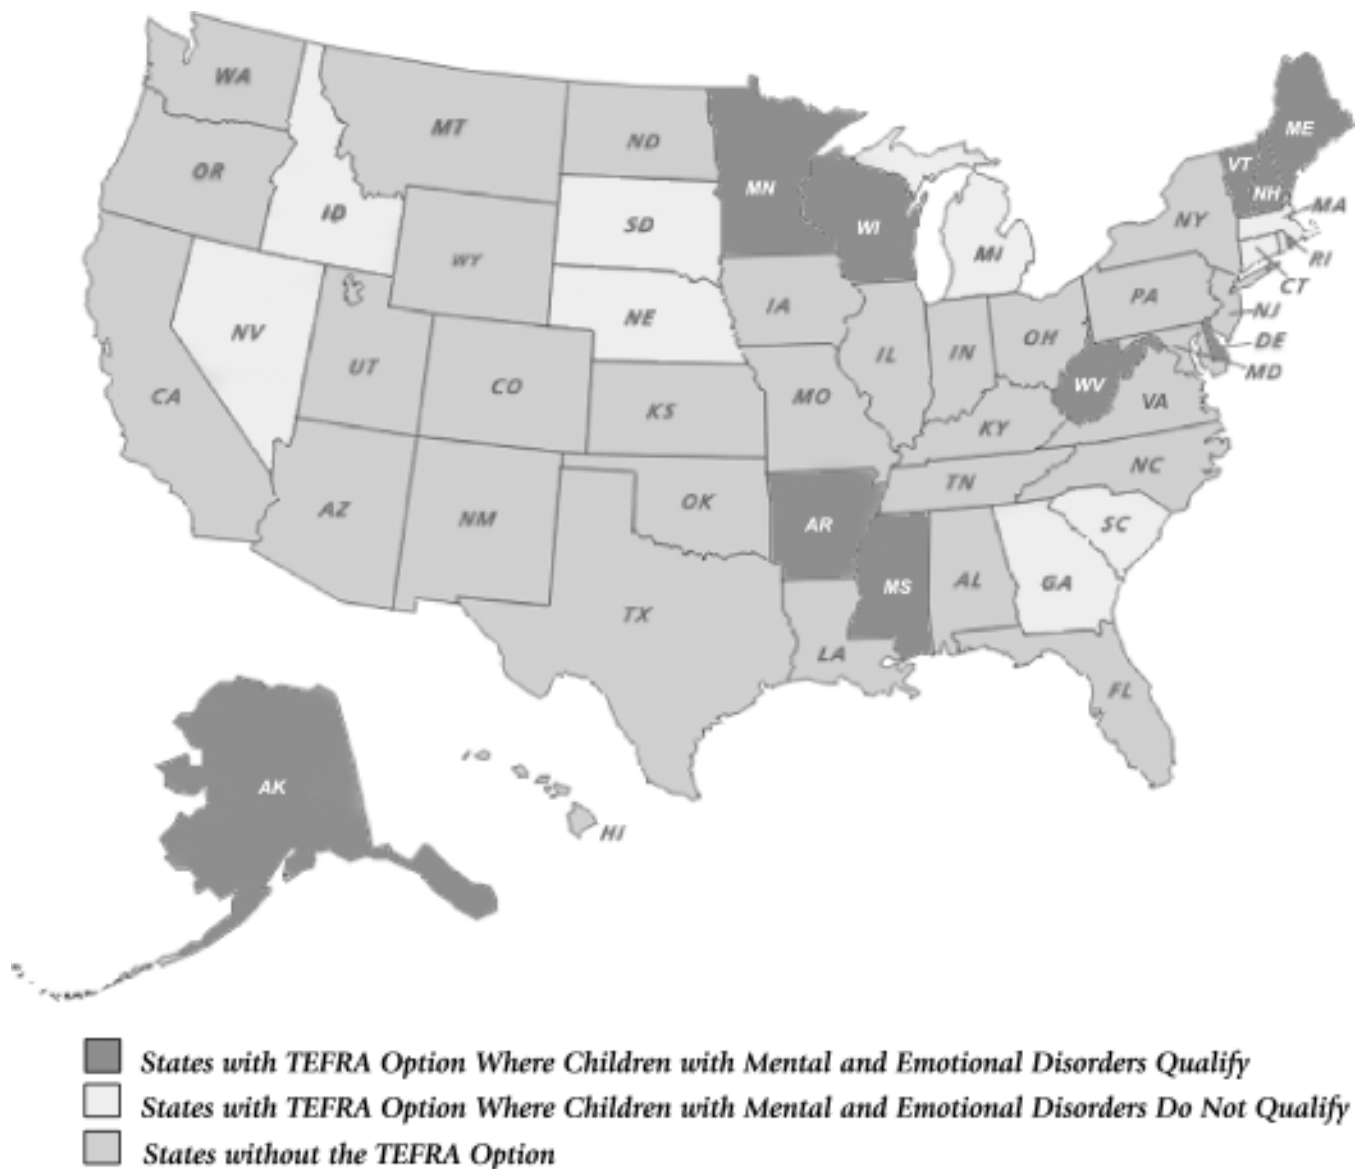 WA
MT
ND
ME
VT
OR
MN
NH
ID
MA
SD
NY
WI
MI
RI
WY
CT
PA
IA
NE
NJ
NV
OH
DE
IL
IN
UT
MD
CO
WV
CA
MO
VA
KS
KY
NC
TN
OK
AZ
NM
AR
SC
AL
GA
MS
TX
LA
FL
AK
HI
States with TEFRA Option Where Children with Mental and Emotional Disorders Qualify
States with TEFRA Option Where Children with Mental and Emotional Disorders Do Not Qualify
States without the TEFRA Option